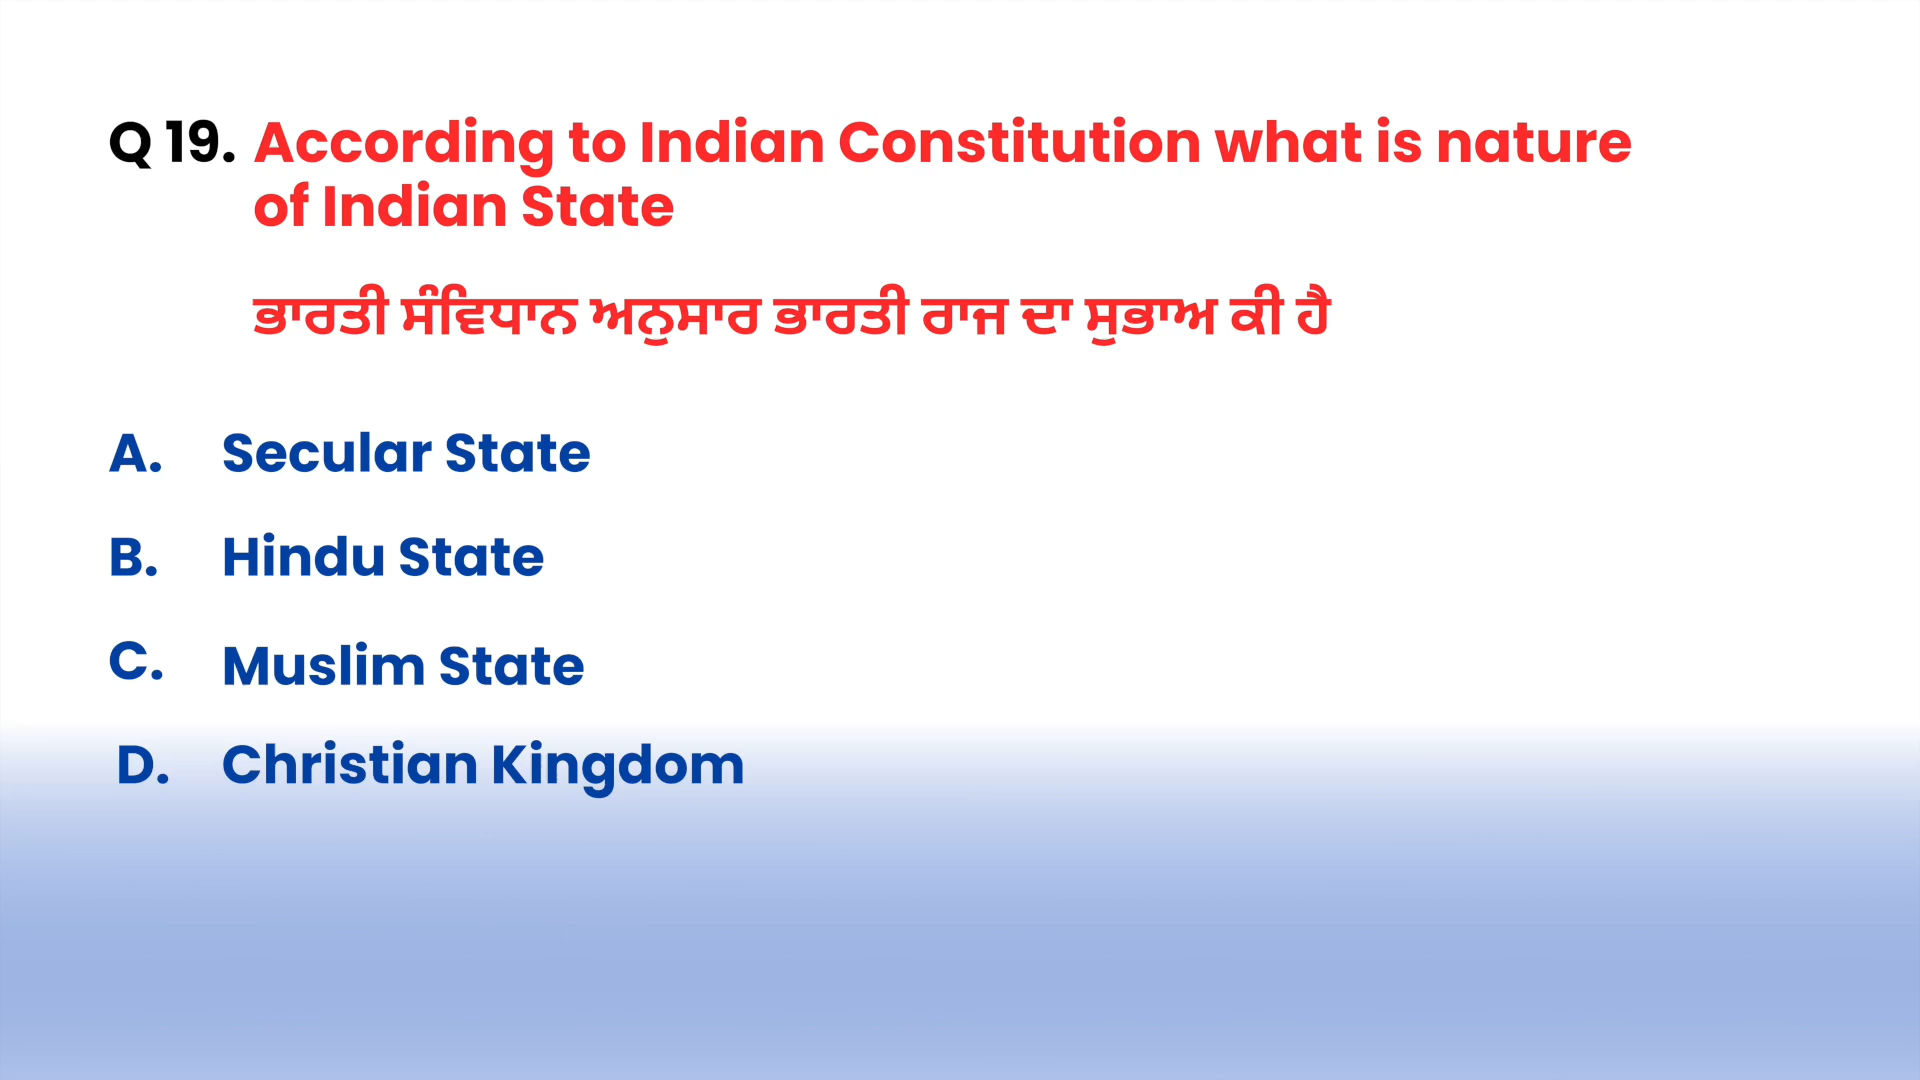 Q 19. According to Indian Constitution what is nature
of Indian State
ਭਾਰਤੀ ਸੰਵਿਧਾਨ ਅਨੁਸਾਰ ਭਾਰਤੀ ਰਾਜ ਦਾ ਸੁਭਾਅ ਕੀ ਹੈ
A. Secular State
B. Hindu State
C. Muslim State
D. Christian Kingdom